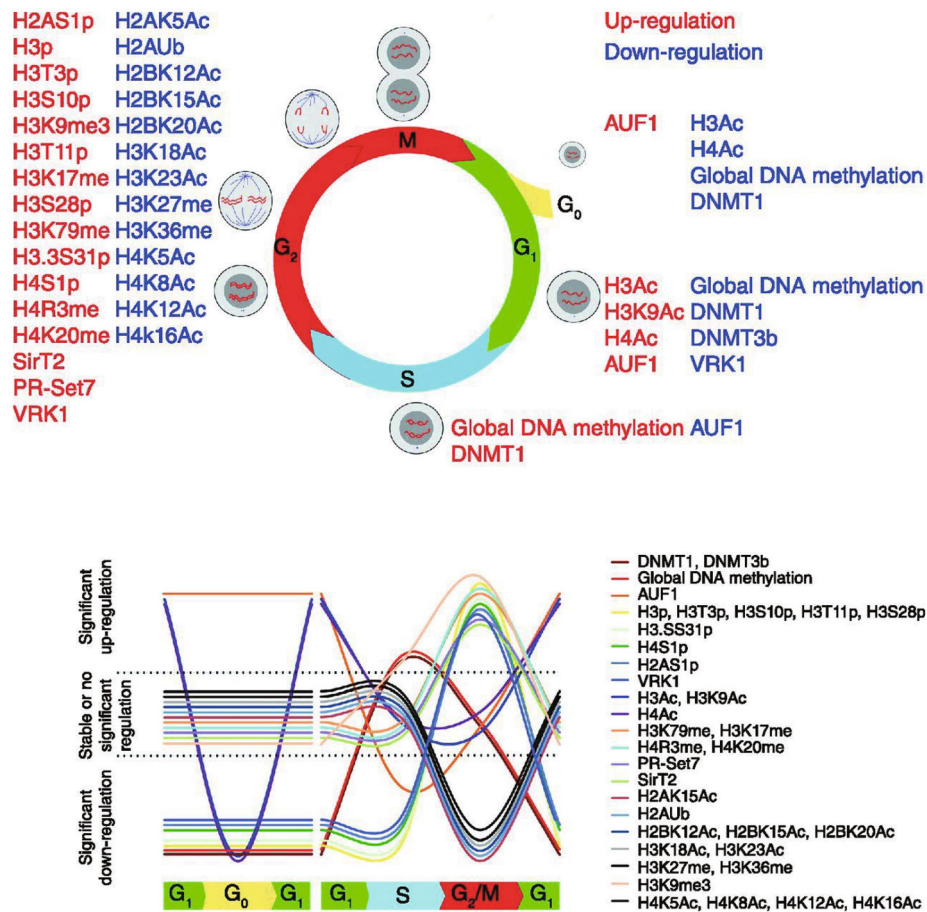 H2AS1p H2AK5Ac
H3p H2AUb
H3T3p H2BK12Ac
H3S10p H2BK15Ac
H3K9me3 H2BK20Ac
H3T11p H3K18Ac
H3K17me H3K23Ac
H3S28p H3K27me
H3K79me H3K36me
H3.3S31p H4K5Ac
H4S1p H4K8Ac
H4R3me H4K12Ac
H4K20me H4k16Ac
SirT2
PR-Set7
VRK1
Up-regulation
Down-regulation
AUF1 H3Ac
H4Ac
Global DNA methylation
DNMT1
M
G0
G1
G2
S
H3Ac Global DNA methylation
H3K9Ac DNMT1
H4Ac DNMT3b
AUF1 VRK1
Global DNA methylation AUF1
DNMT1
Significant
up-regulation
Stable or no
significant
regulation
Significant
down-regulation
G1 G0 G1 G1 S G2/M G1
DNMT1, DNMT3b
Global DNA methylation
AUF1
H3p, H3T3p, H3S10p, H3T11p, H3S28p
H3.SS31p
H4S1p
H2AS1p
VRK1
H3Ac, H3K9Ac
H4Ac
H3K79me, H3K17me
H4R3me, H4K20me
PR-Set7
SirT2
H2AK15Ac
H2AUb
H2BK12Ac, H2BK15Ac, H2BK20Ac
H3K18Ac, H3K23Ac
H3K27me, H3K36me
H3K9me3
H4K5Ac, H4K8Ac, H4K12Ac, H4K16Ac